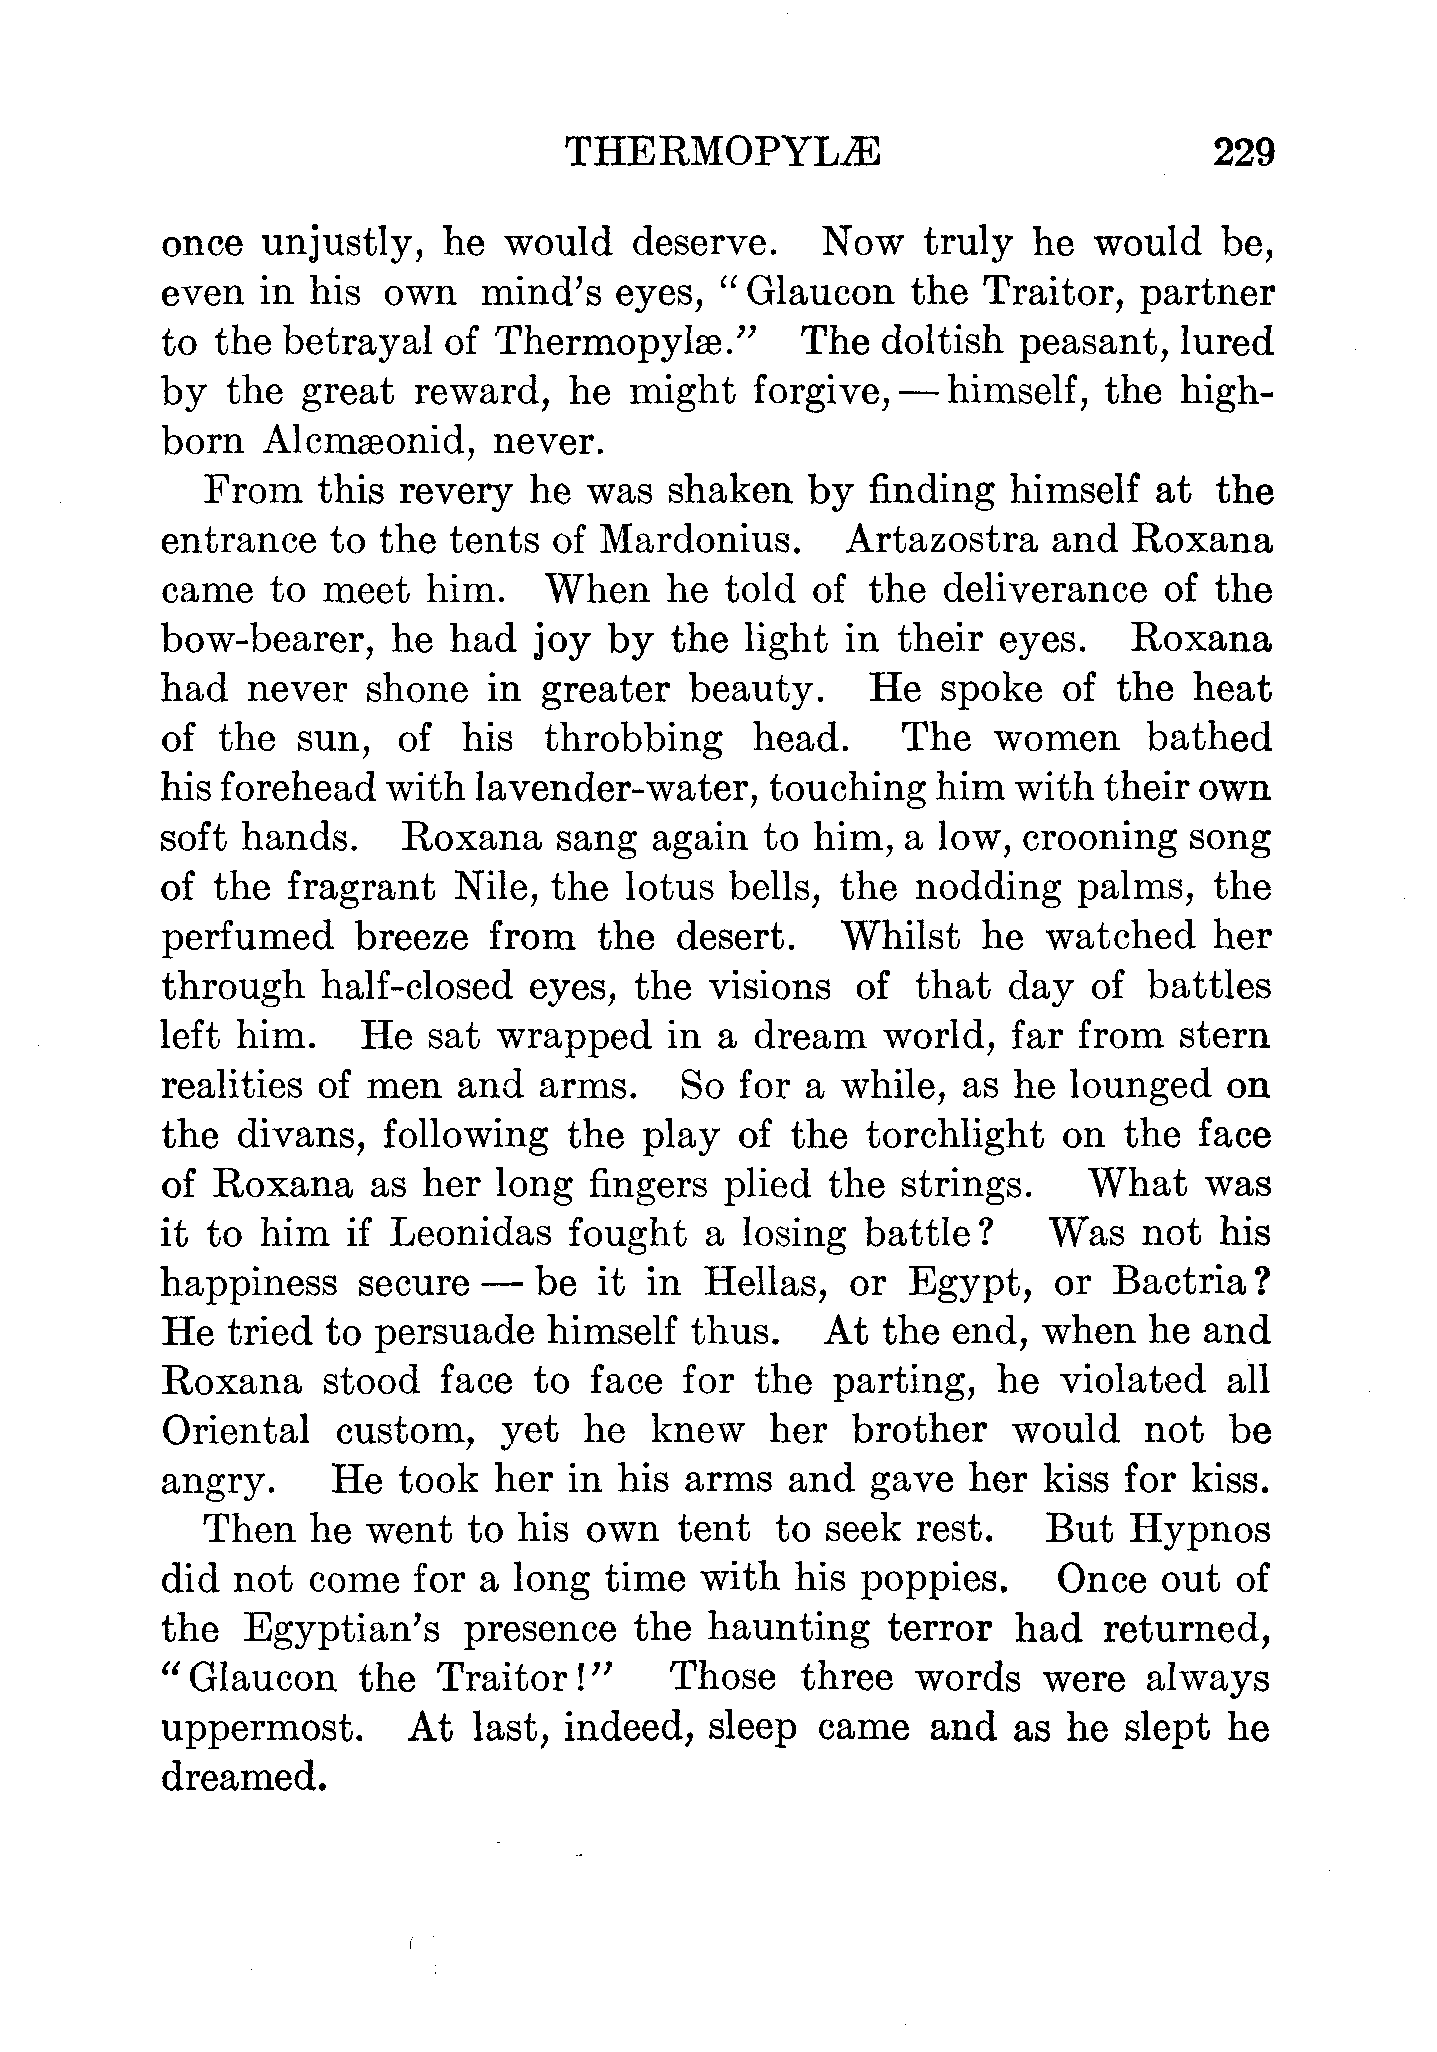 THERMOPYLÆ 229
once unjustly, he would deserve. Now truly he would be,
even in his own mind's eyes, "Glaucon the Traitor, partner
to the betrayal of Thermopylæ." The doltish peasant, lured
by the great reward, he might forgive, — himself, the high-
born Alcmæonid, never.
From this revery he was shaken by finding himself at the
entrance to the tents of Mardonius. Artazostra and Roxana
came to meet him. When he told of the deliverance of the
bow-bearer, he had joy by the light in their eyes. Roxana
had never shone in greater beauty. He spoke of the heat
of the sun, of his throbbing head. The women bathed
his forehead with lavender-water, touching him with their own
soft hands. Roxana sang again to him, a low, crooning song
of the fragrant Nile, the lotus bells, the nodding palms, the
perfumed breeze from the desert. Whilst he watched her
through half-closed eyes, the visions of that day of battles
left him. He sat wrapped in a dream world, far from stern
realities of men and arms. So for a while, as he lounged on
the divans, following the play of the torchlight on the face
of Roxana as her long fingers plied the strings. What was
it to him if Leonidas fought a losing battle? Was not his
happiness secure — be it in Hellas, or Egypt, or Bactria?
He tried to persuade himself thus. At the end, when he and
Roxana stood face to face for the parting, he violated all
Oriental custom, yet he knew her brother would not be
angry. He took her in his arms and gave her kiss for kiss.
Then he went to his own tent to seek rest. But Hypnos
did not come for a long time with his poppies. Once out of
the Egyptian's presence the haunting terror had returned,
"Glaucon the Traitor!" Those three words were always
uppermost. At last, indeed, sleep came and as he slept he
dreamed.